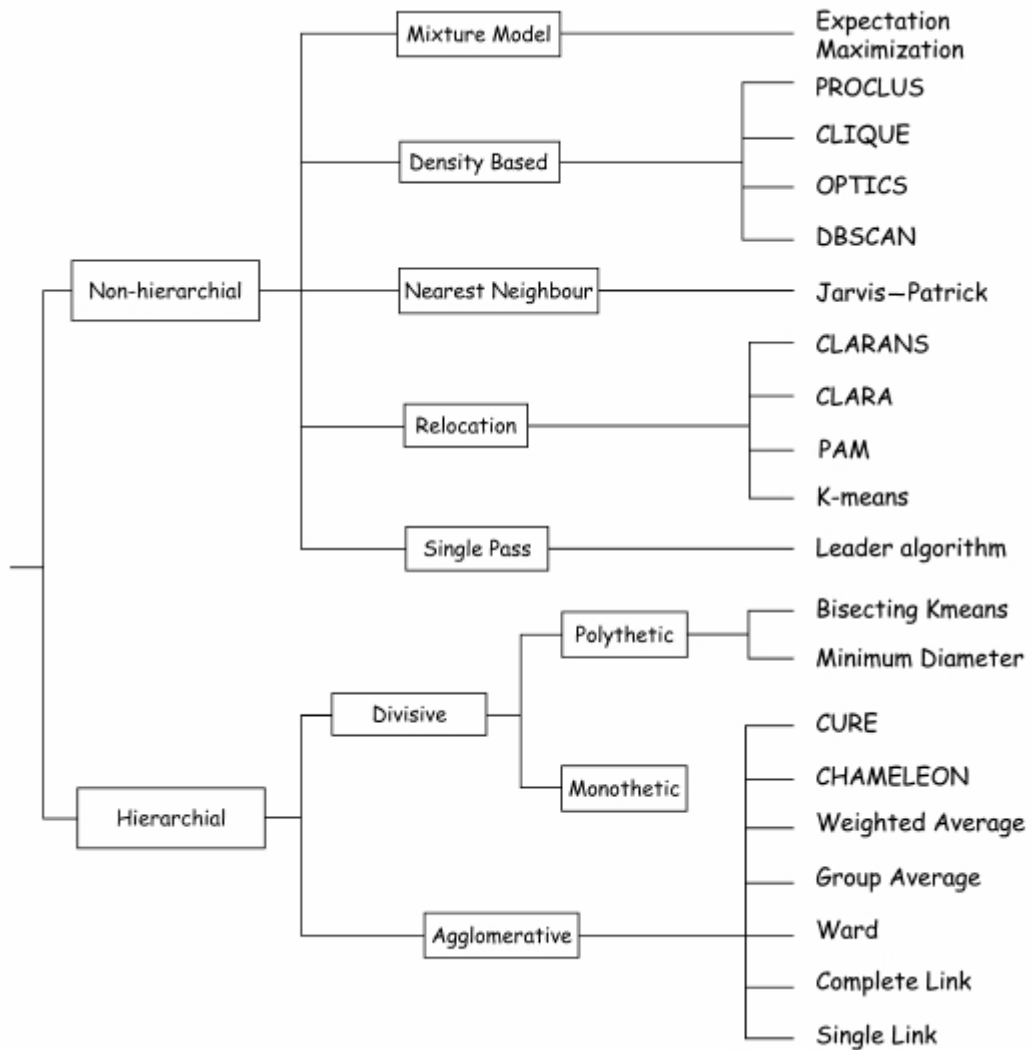 Mixture Model
Expectation
Maximization
PROCLUS
CLIQUE
Density Based
OPTICS
DBSCAN
Non-hierarchial
Nearest Neighbour
Jarvis—Patrick
CLARANS
CLARA
Relocation
PAM
K-means
Single Pass
Leader algorithm
Bisecting Kmeans
Polythetic
Minimum Diameter
Divisive
CURE
CHAMELEON
Monothetic
Hierarchial
Weighted Average
Group Average
Agglomerative
Ward
Complete Link
Single Link